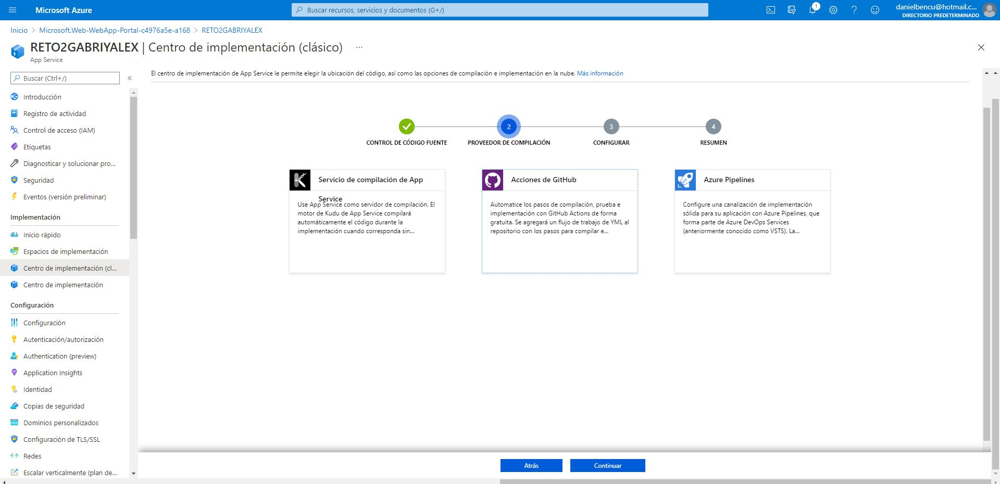 Microsoft Azure
Buscar recursos, servicios y documentos (G+/)
1
danielbencu@hotmail.c...
DIRECTORIO PREDETERMINADO
Inicio > Microsoft.Web-WebApp-Portal-c4976a5e-a168 > RETO2GABRIYALEX
RETO2GABRIYALEX | Centro de implementación (clásico) ...
App Service
Buscar (Ctrl+/)
Introducción
Registro de actividad
Control de acceso (IAM)
Etiquetas
Diagnosticar y solucionar pro...
Seguridad
Eventos (versión preliminar)
Implementación
Inicio rápido
Espacios de implementación
Centro de implementación (cl...
Centro de implementación
Configuración
Configuración
Autenticación/autorización
Authentication (preview)
Application Insights
Identidad
Copias de seguridad
Dominios personalizados
Configuración de TLS/SSL
Redes
Escalar verticalmente (plan de...
El centro de implementación de App Service le permite elegir la ubicación del código, así como las opciones de compilación e implementación en la nube. Más información
2
3
4
CONTROL DE CÓDIGO FUENTE
PROVEEDOR DE COMPILACIÓN
CONFIGURAR
RESUMEN
Servicio de compilación de App
Service
Use App Service como servidor de compilación. El
motor de Kudu de App Service compilará
automáticamente el código durante la
implementación cuando corresponda sin...
Acciones de GitHub
Automatice los pasos de compilación, prueba e
implementación con GitHub Actions de forma
gratuita. Se agregará un flujo de trabajo de YML al
repositorio con los pasos para compilar e...
Azure Pipelines
Configure una canalización de implementación
sólida para su aplicación con Azure Pipelines, que
forma parte de Azure DevOps Services
(anteriormente conocido como VSTS). La...
Atrás
Continuar